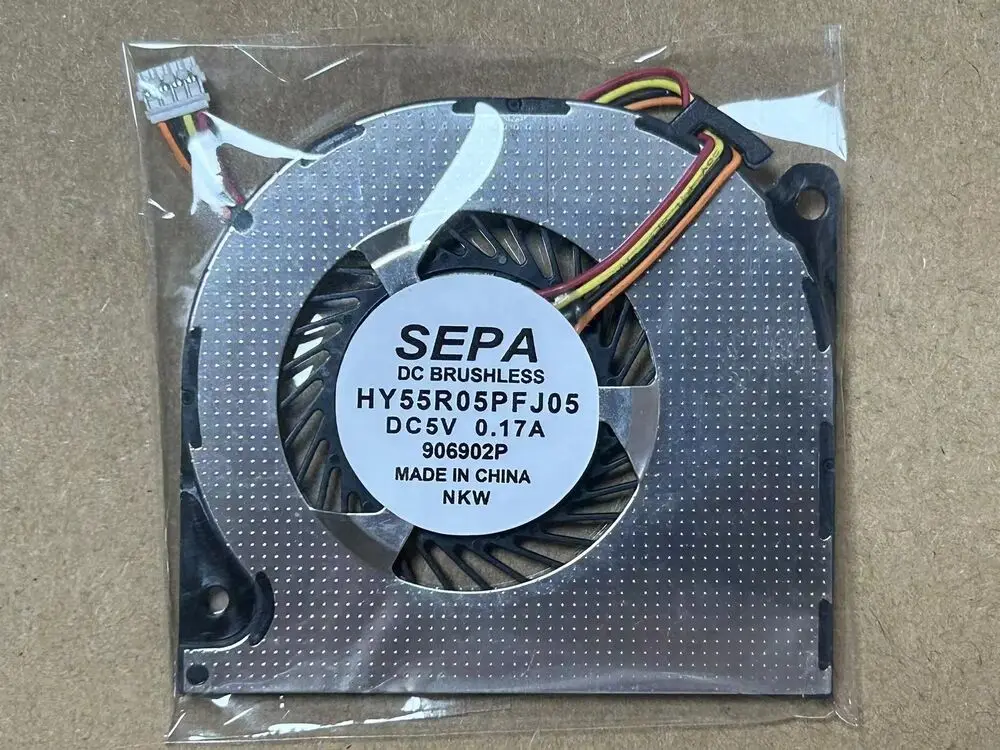 SEPA
DC BRUSHLESS
HY55R05PFJ05
DC5V 0.17A
906902P
MADE IN CHINA
NKW